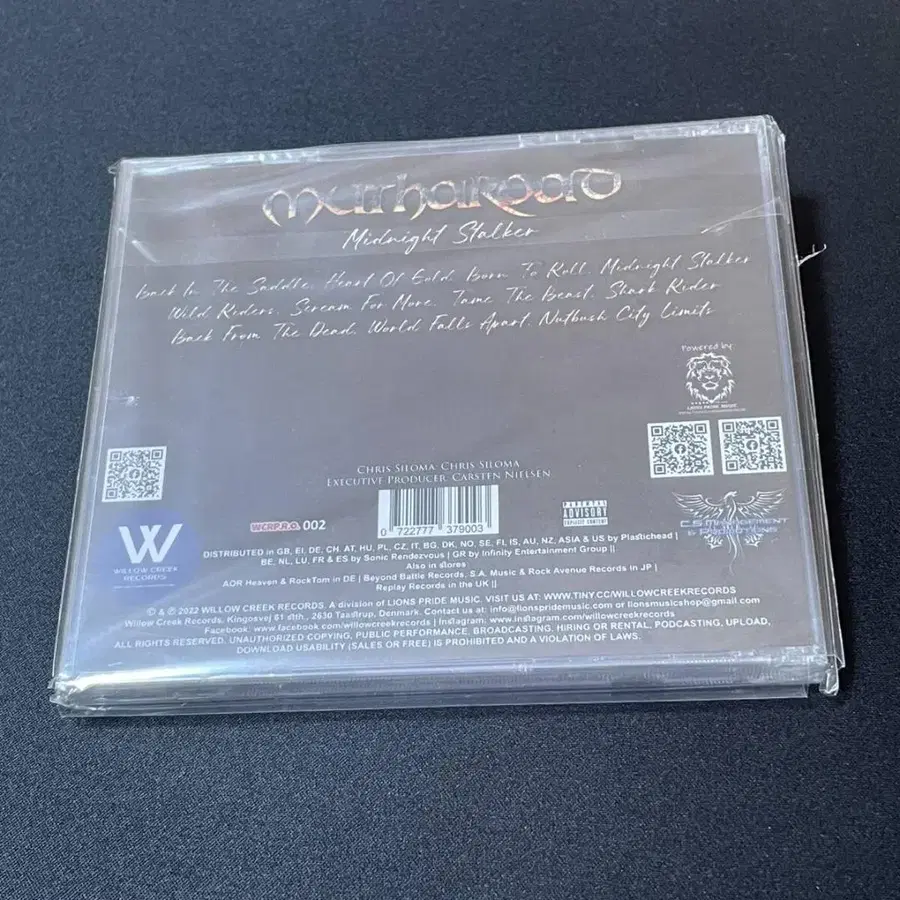 Midnight Stalker
Back In The Saddle. Heart Of Gold. Born To Roll. Midnight Stalker
Wild Riders. Scream For More. Tame The Beast. Shark Rider
Back From The Dead. World Falls Apart. Nutbush City Limits
Powered by
LIONS PRIDE MUSIC
CHRIS SILOMA CHRIS SILOMA
EXECUTIVE PRODUCER CARSTEN NIELSEN
WCRP.R.O. 002
0 722777 379003
PARENTAL
ADVISORY
EXPLICIT CONTENT
C.S MANAGEMENT
& PROMOTIONS
W
WILLOW CREEK
RECORDS
DISTRIBUTED in GB, EI, DE, CH, AT, HU, PL, CZ, IT, BG, DK, NO, SE, FI, IS, AU, NZ, ASIA & US by Plastichead |
BE, NL, LU, FR & ES by Sonic Rendezvous | GR by Infinity Entertainment Group ||
Also in stores
AOR Heaven & RockTom in DE | Beyond Battle Records, S.A. Music & Rock Avenue Records in JP |
Replay Records in the UK ||
© & ℗ 2022 WILLOW CREEK RECORDS. A division of LIONS PRIDE MUSIC. VISIT US AT: WWW.TINY.CC/WILLOWCREEKRECORDS
Willow Creek Records, Kingosvej 61 4th., 2630 Taastrup, Denmark. Contact us at: info@lionspridemusic.com or lionsmusicshop@gmail.com
Facebook: www.facebook.com/willowcreekrecords | Instagram: www.instagram.com/willowcreekrecords
ALL RIGHTS RESERVED. UNAUTHORIZED COPYING, PUBLIC PERFORMANCE. BROADCASTING. HIRING OR RENTAL, PODCASTING, UPLOAD,
DOWNLOAD USABILITY (SALES OR FREE) IS PROHIBITED AND A VIOLATION OF LAWS.